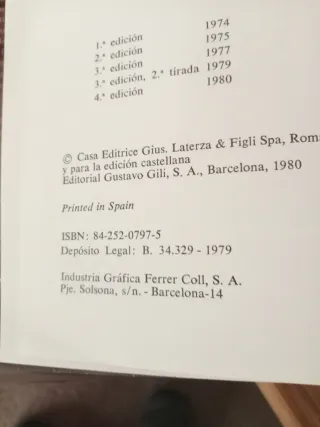 1.ª edición 1974
2.ª edición 1975
3.ª edición 1977
3.ª edición, 2.ª tirada 1979
4.ª edición 1980
© Casa Editrice Gius. Laterza & Figli Spa, Rom
y para la edición castellana
Editorial Gustavo Gili, S. A., Barcelona, 1980
Printed in Spain
ISBN: 84-252-0797-5
Depósito Legal: B. 34.329 - 1979
Industria Gráfica Ferrer Coll, S. A.
Pje. Solsona, s/n. - Barcelona-14